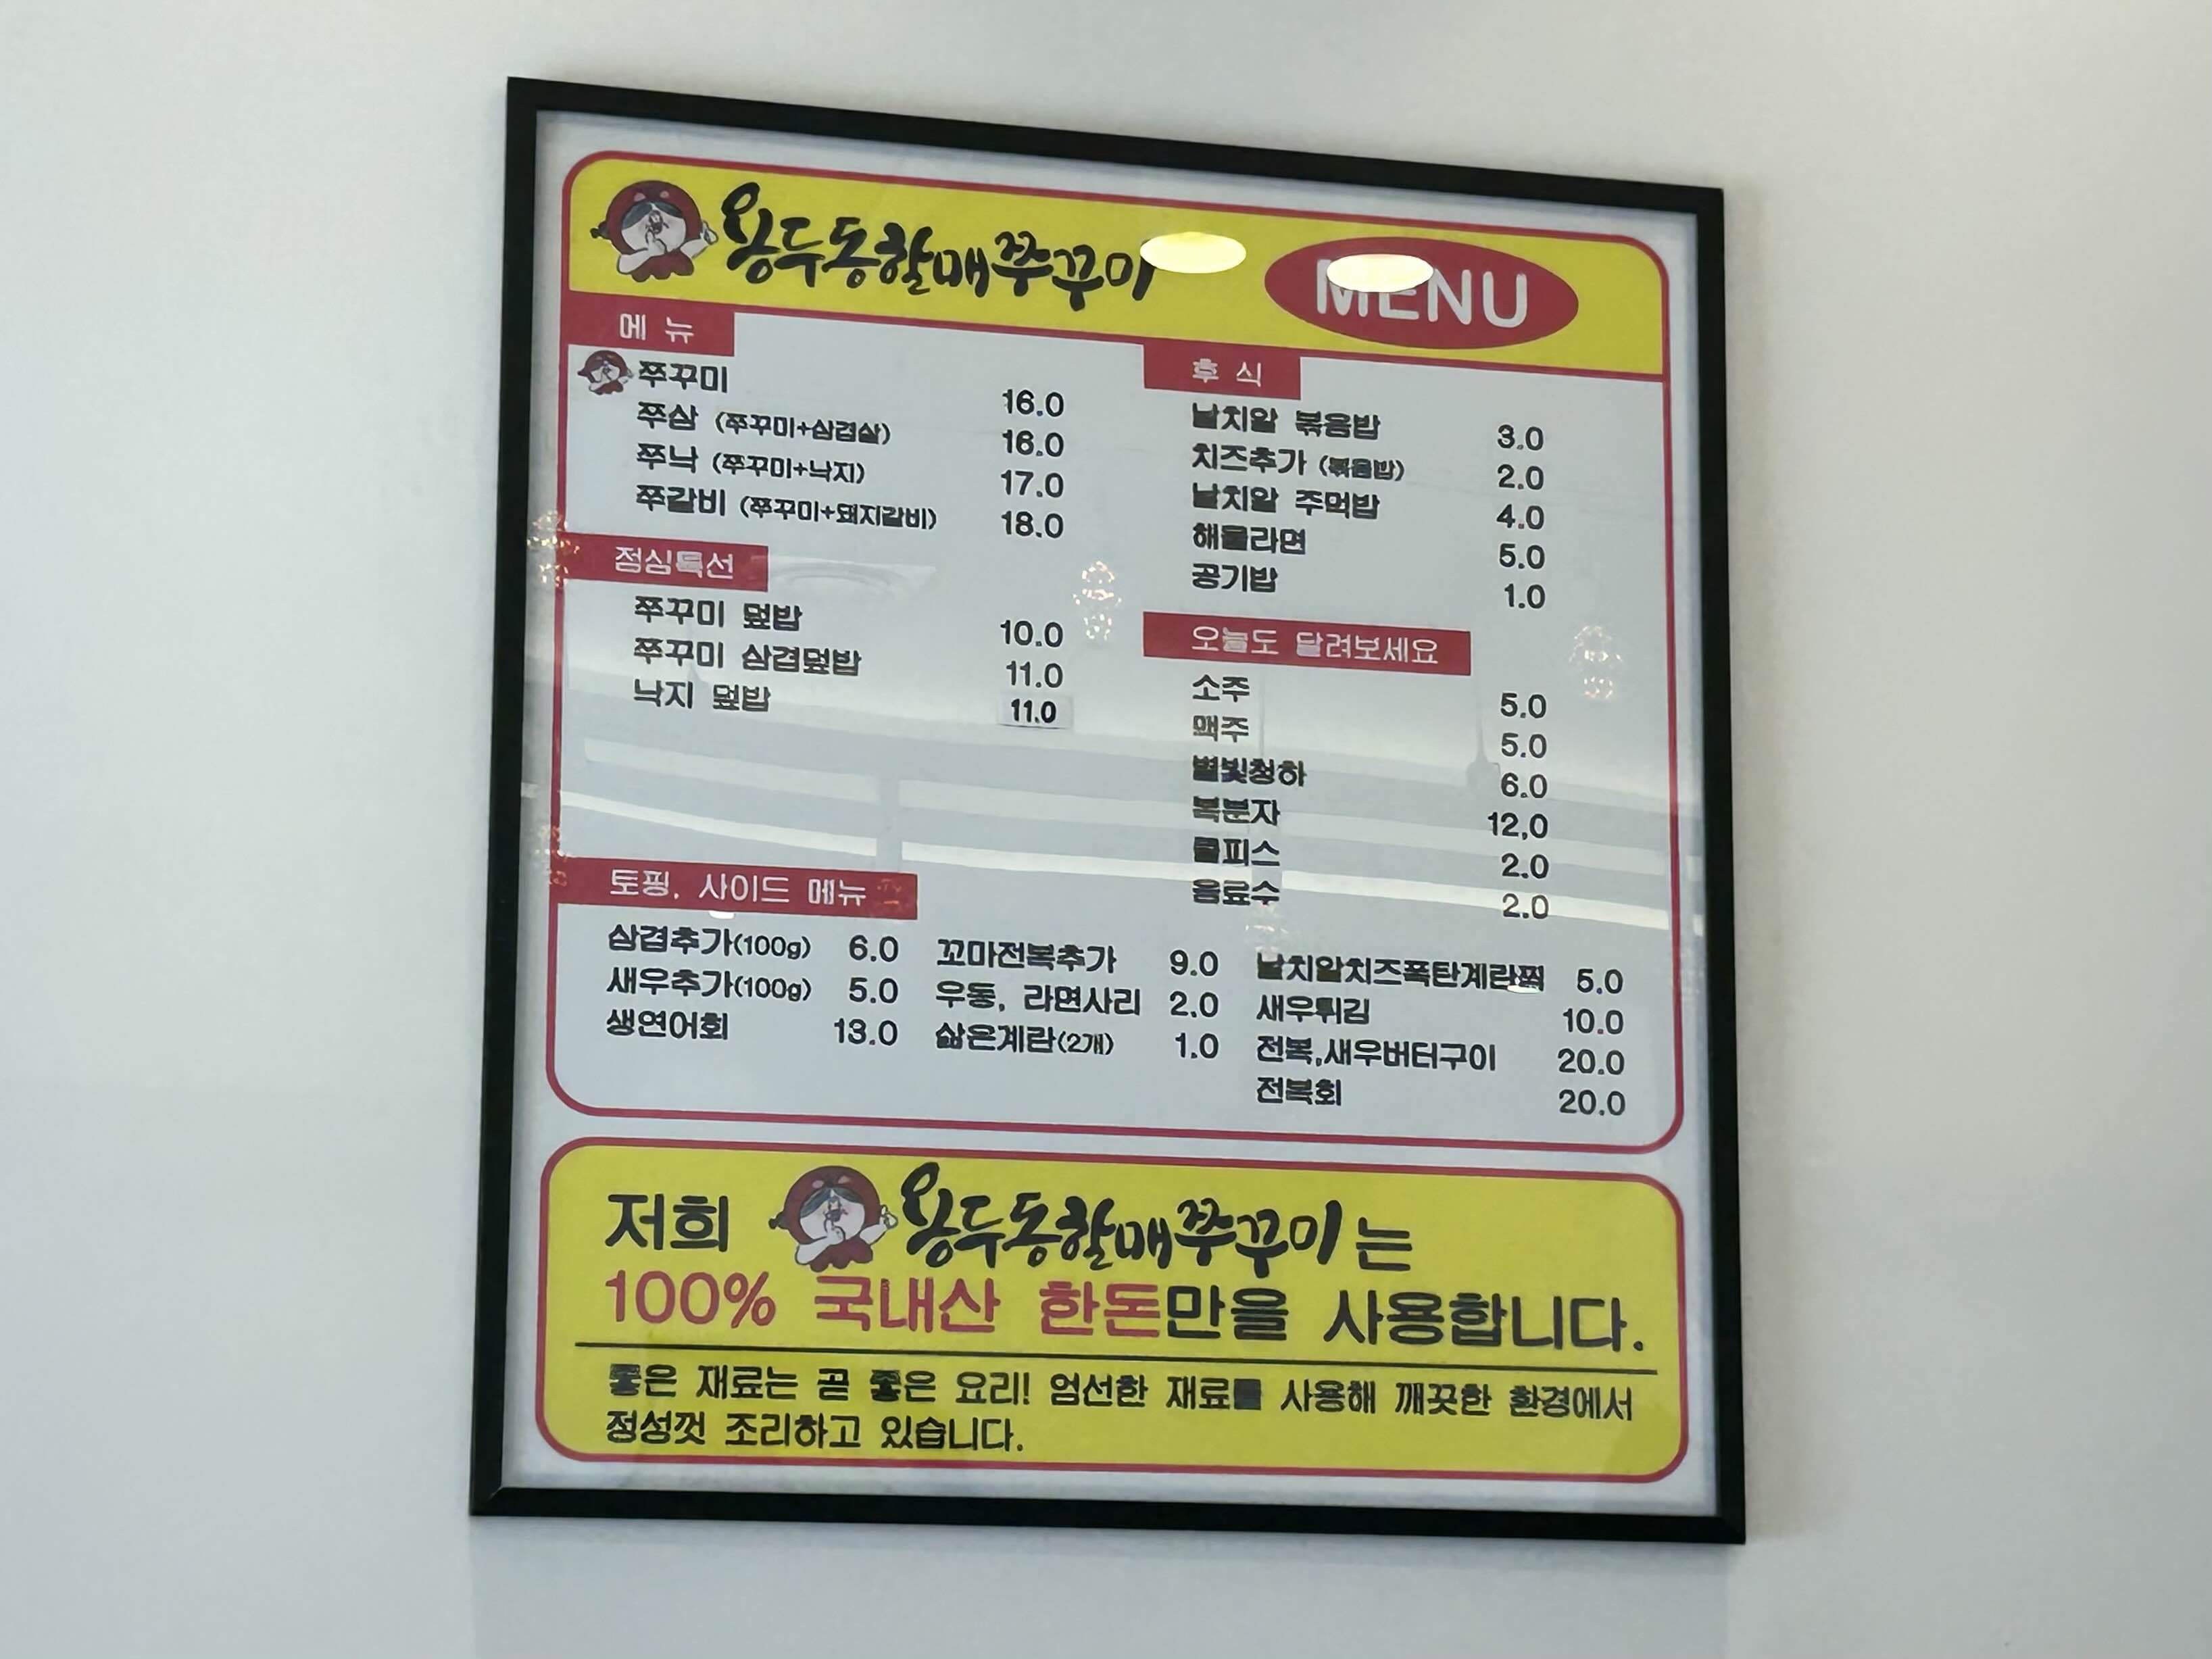 용두동할매쭈꾸미
MENU
메 뉴
쭈꾸미 16.0
쭈삼 (쭈꾸미+삼겹살) 16.0
쭈낙 (쭈꾸미+낙지) 17.0
쭈갈비 (쭈꾸미+돼지갈비) 18.0
점심특선
쭈꾸미 덮밥 10.0
쭈꾸미 삼겹덮밥 11.0
낙지 덮밥 11.0
후 식
날치알 볶음밥 3.0
치즈추가 (볶음밥) 2.0
날치알 주먹밥 4.0
해물라면 5.0
공기밥 1.0
오늘도 달려보세요
소주 5.0
맥주 5.0
별빛청하 6.0
복분자 12,0
쿨피스 2.0
음료수 2.0
토핑, 사이드 메뉴
삼겹추가(100g) 6.0
새우추가(100g) 5.0
생연어회 13.0
꼬마전복추가 9.0
우동, 라면사리 2.0
삶은계란(2개) 1.0
날치알치즈폭탄계란찜 5.0
새우튀김 10.0
전복,새우버터구이 20.0
전복회 20.0
저희 용두동할매쭈꾸미는
100% 국내산 한돈만을 사용합니다.
좋은 재료는 곧 좋은 요리! 엄선한 재료를 사용해 깨끗한 환경에서
정성껏 조리하고 있습니다.